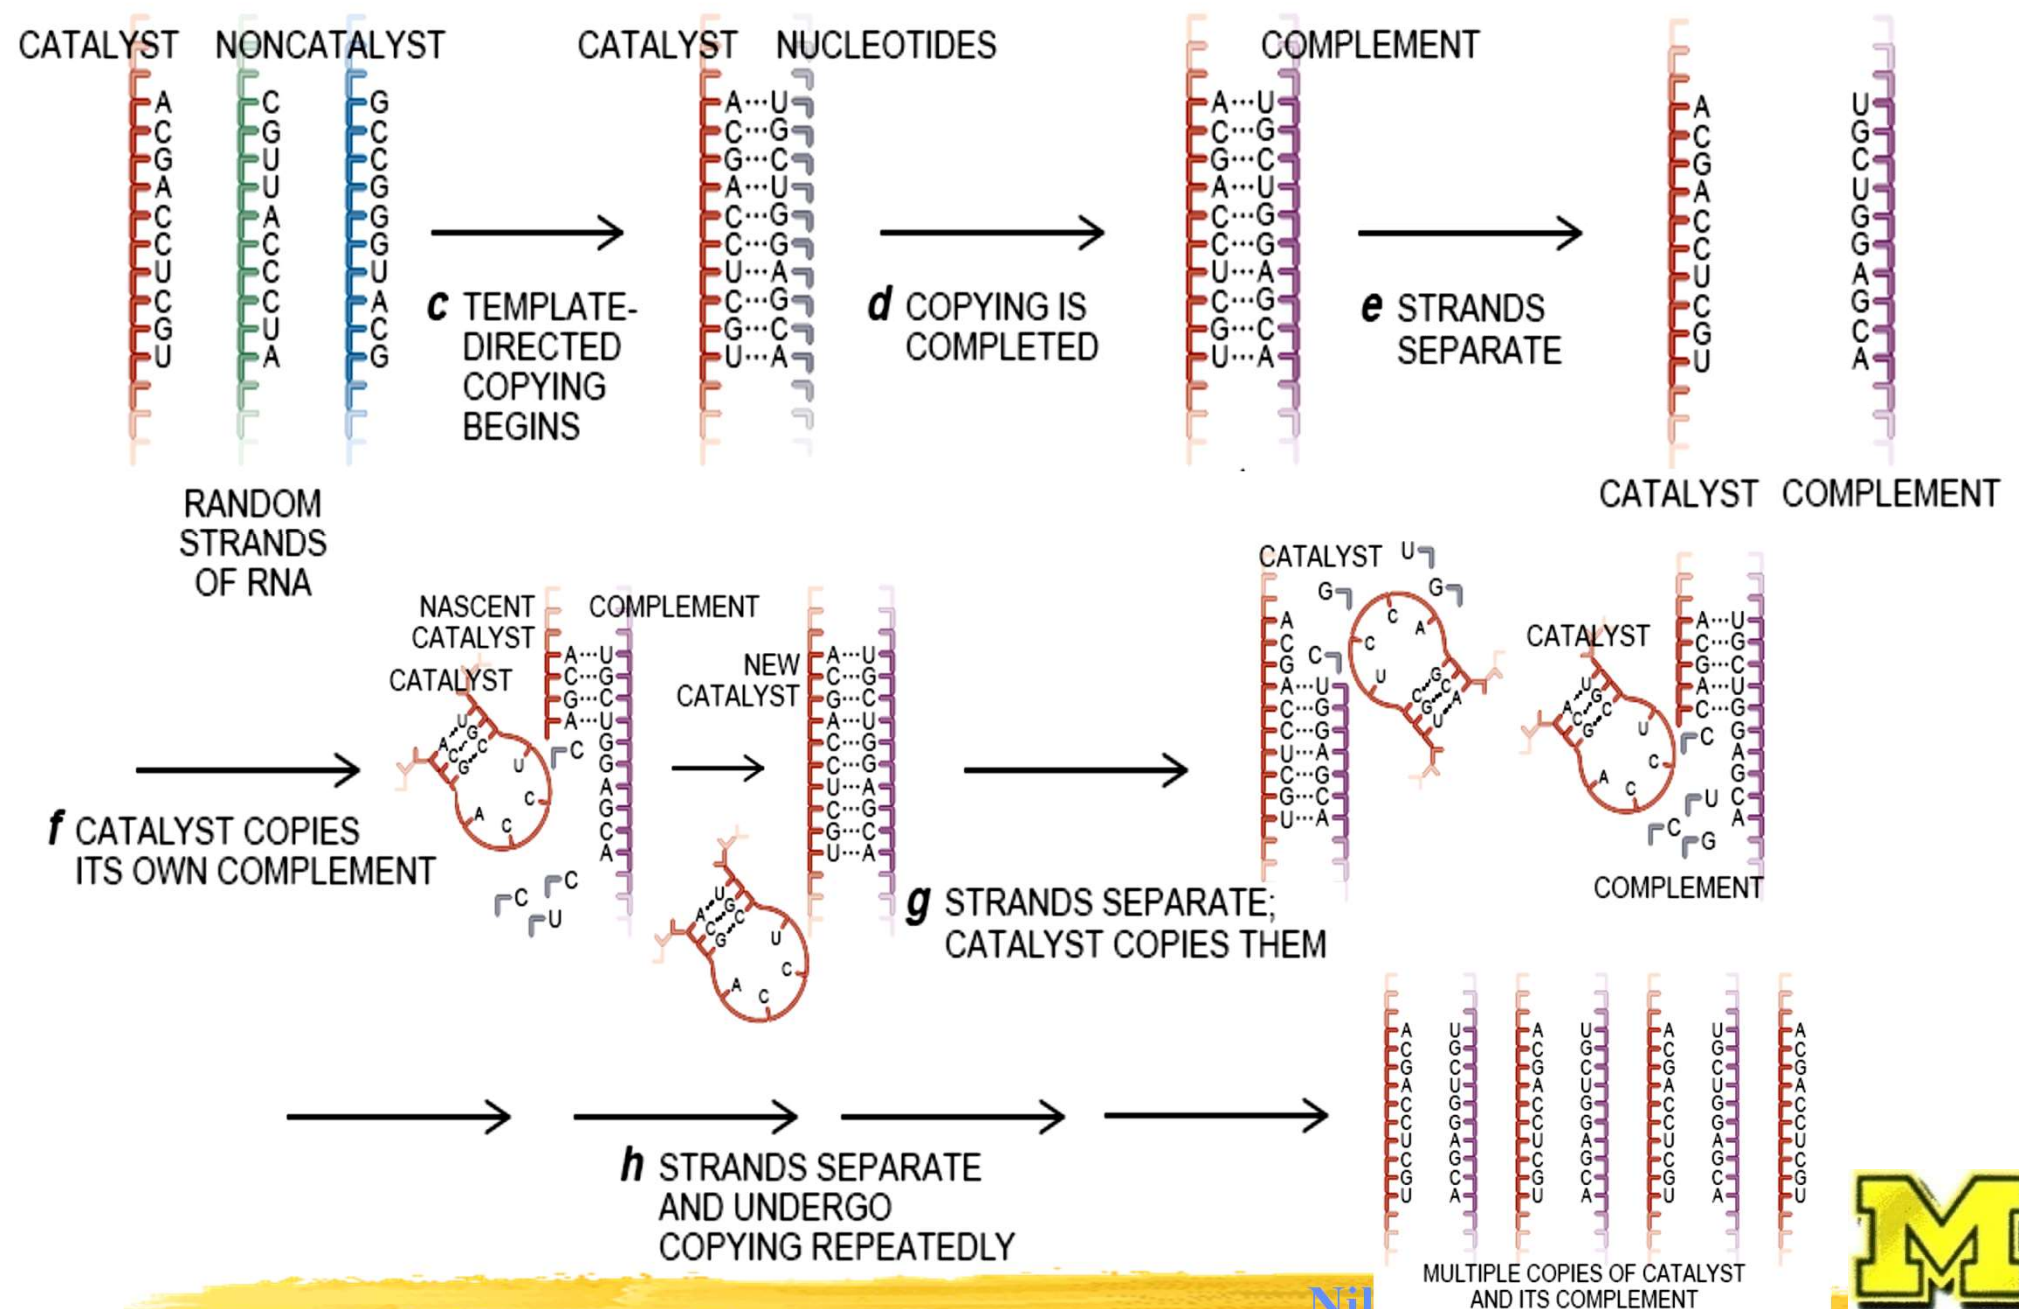 CATALYST NONCATALYST
A C G A C C U C G U
C G U U A C C C U A
G C C G G G U A C G
RANDOM
STRANDS
OF RNA
c TEMPLATE-
DIRECTED
COPYING
BEGINS
CATALYST NUCLEOTIDES
A···U
C···G
G···C
A···U
C···G
C···G
U···A
C···G
G···C
U···A
d COPYING IS
COMPLETED
COMPLEMENT
A···U
C···G
G···C
A···U
C···G
C···G
U···A
C···G
G···C
U···A
e STRANDS
SEPARATE
A C G A C C U C G U
U G C U G G A G C A
CATALYST COMPLEMENT
f CATALYST COPIES
ITS OWN COMPLEMENT
NASCENT
CATALYST
COMPLEMENT
CATALYST
A C G A C C U C G U
A···U
C···G
G···C
A···U
C G
G
A
G
C
A
C
C
U
NEW
CATALYST
A···U
C···G
G···C
A···U
C···G
C···G
U···A
C···G
G···C
U···A
A C G A C C U C G U
g STRANDS SEPARATE;
CATALYST COPIES THEM
CATALYST
U
G
G
C
A
C
G
A···U
C···G
C···G
U···A
C···G
G···C
U···A
A C G A C C U C G U
CATALYST
A C G A C C U C G U
A···U
C···G
G···C
A···U
C···G
C G
A
U G
C C
G A
COMPLEMENT
h STRANDS SEPARATE
AND UNDERGO
COPYING REPEATEDLY
A C G A C C U C G U
U G C U G G A G C A
A C G A C C U C G U
U G C U G G A G C A
A C G A C C U C G U
U G C U G G A G C A
A C G A C C U C G U
MULTIPLE COPIES OF CATALYST
AND ITS COMPLEMENT
M
Nil